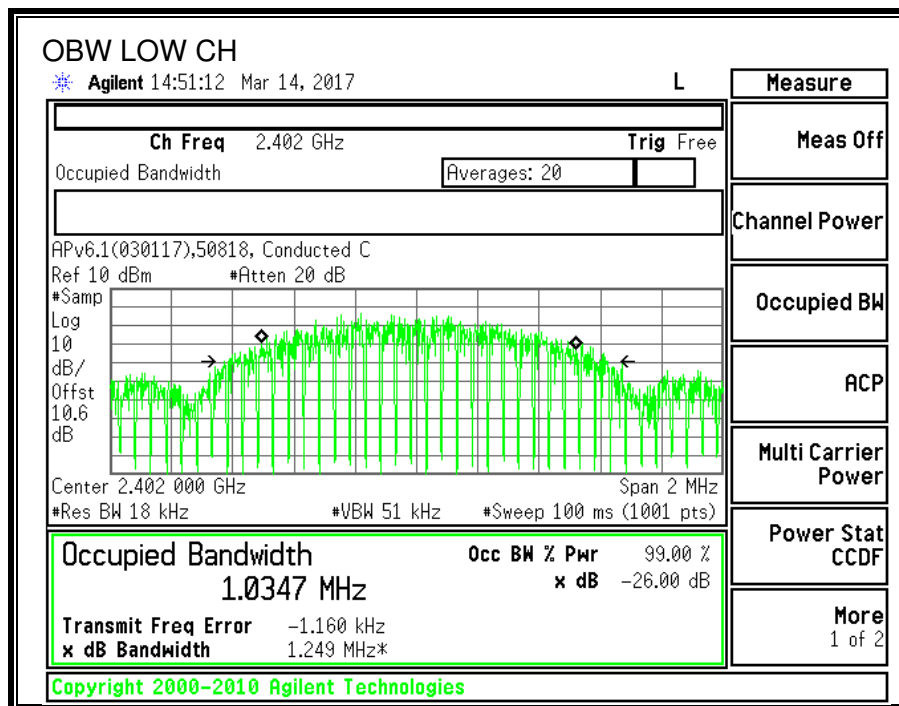 OBW LOW CH
Agilent 14:51:12 Mar 14, 2017 L
Measure
Ch Freq 2.402 GHz Trig Free
Meas Off
Occupied Bandwidth Averages: 20
Channel Power
APv6.1(030117),50818, Conducted C
Ref 10 dBm #Atten 20 dB
#Samp
Log
10
dB/
Offst
10.6
dB
Occupied BW
ACP
Multi Carrier
Power
Center 2.402 000 GHz Span 2 MHz
#Res BW 18 kHz #VBW 51 kHz #Sweep 100 ms (1001 pts)
Power Stat
CCDF
Occupied Bandwidth Occ BW % Pwr 99.00 %
1.0347 MHz x dB -26.00 dB
Transmit Freq Error -1.160 kHz
x dB Bandwidth 1.249 MHz*
More
1 of 2
Copyright 2000-2010 Agilent Technologies